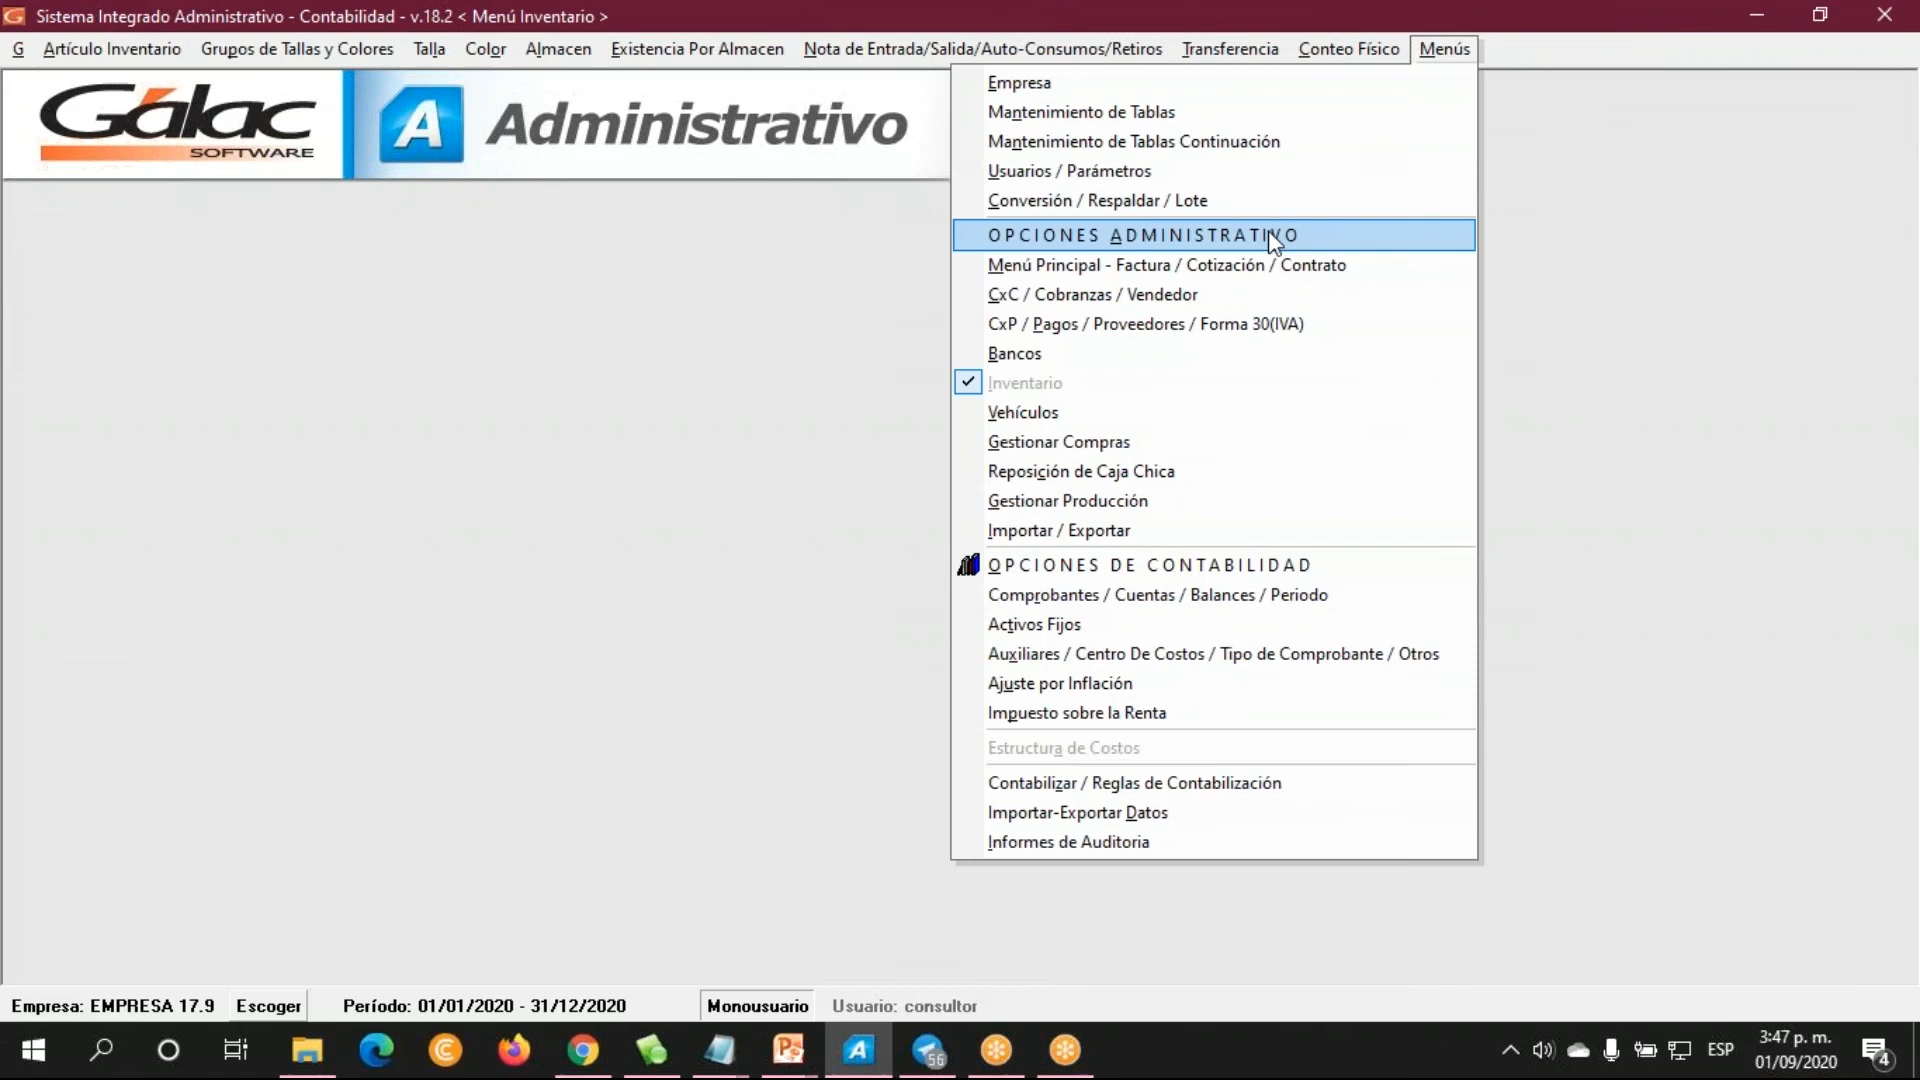 Sistema Integrado Administrativo - Contabilidad - v.18.2 < Menú Inventario >
G Artículo Inventario Grupos de Tallas y Colores Talla Color Almacen Existencia Por Almacen Nota de Entrada/Salida/Auto-Consumos/Retiros Transferencia Conteo Físico Menús
Gálac
SOFTWARE
A Administrativo
Empresa
Mantenimiento de Tablas
Mantenimiento de Tablas Continuación
Usuarios / Parámetros
Conversión / Respaldar / Lote
OPCIONES ADMINISTRATIVO
Menú Principal - Factura / Cotización / Contrato
CxC / Cobranzas / Vendedor
CxP / Pagos / Proveedores / Forma 30(IVA)
Bancos
Inventario
Vehículos
Gestionar Compras
Reposición de Caja Chica
Gestionar Producción
Importar / Exportar
OPCIONES DE CONTABILIDAD
Comprobantes / Cuentas / Balances / Periodo
Activos Fijos
Auxiliares / Centro De Costos / Tipo de Comprobante / Otros
Ajuste por Inflación
Impuesto sobre la Renta
Estructura de Costos
Contabilizar / Reglas de Contabilización
Importar-Exportar Datos
Informes de Auditoria
Empresa: EMPRESA 17.9 Escoger Período: 01/01/2020 - 31/12/2020 Monousuario Usuario: consultor
56 ESP 3:47 p. m.
01/09/2020 4